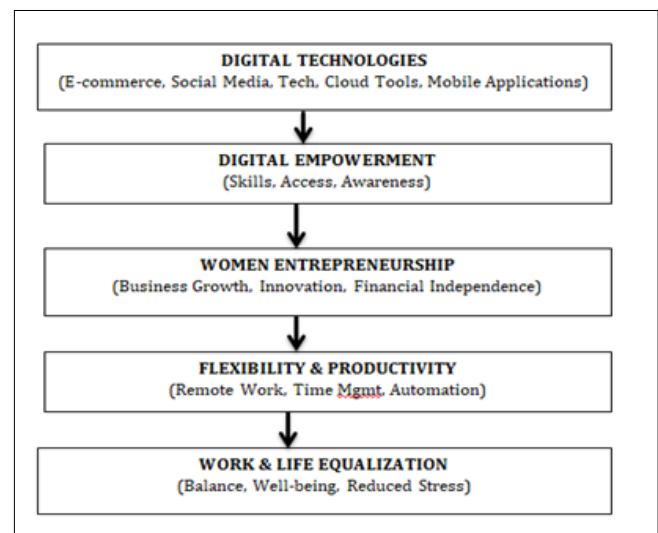 DIGITAL TECHNOLOGIES
(E-commerce, Social Media, Tech, Cloud Tools, Mobile Applications)
DIGITAL EMPOWERMENT
(Skills, Access, Awareness)
WOMEN ENTREPRENEURSHIP
(Business Growth, Innovation, Financial Independence)
FLEXIBILITY & PRODUCTIVITY
(Remote Work, Time Mgmt, Automation)
WORK & LIFE EQUALIZATION
(Balance, Well-being, Reduced Stress)